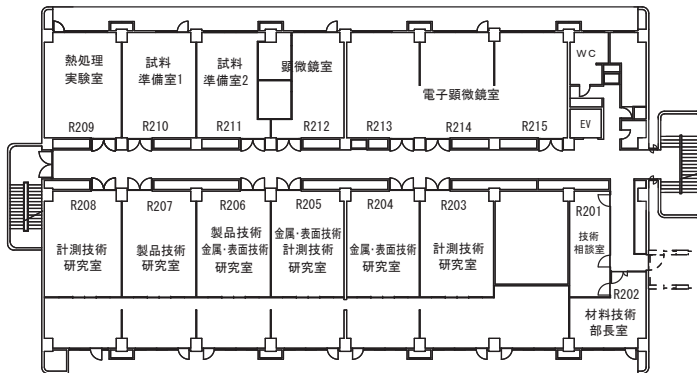 熱処理
実験室
R209
試料
準備室1
R210
試料
準備室2
R211
顕微鏡室
R212
電子顕微鏡室
R213
R214
R215
WC
EV
R208
計測技術
研究室
R207
製品技術
研究室
R206
製品技術
金属・表面技術
研究室
R205
金属・表面技術
計測技術
研究室
R204
金属・表面技術
研究室
R203
計測技術
研究室
R201
技術
相談室
R202
材料技術
部長室